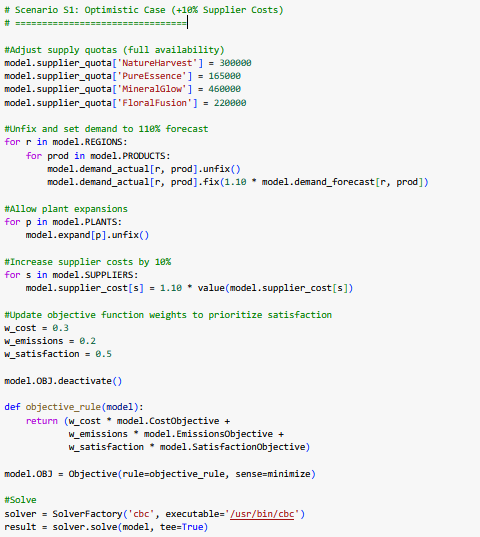 # Scenario S1: Optimistic Case (+10% Supplier Costs)
# ================================
#Adjust supply quotas (full availability)
model.supplier_quota['NatureHarvest'] = 300000
model.supplier_quota['PureEssence'] = 165000
model.supplier_quota['MineralGlow'] = 460000
model.supplier_quota['FloralFusion'] = 220000
#Unfix and set demand to 110% forecast
for r in model.REGIONS:
    for prod in model.PRODUCTS:
        model.demand_actual[r, prod].unfix()
        model.demand_actual[r, prod].fix(1.10 * model.demand_forecast[r, prod])
#Allow plant expansions
for p in model.PLANTS:
    model.expand[p].unfix()
#Increase supplier costs by 10%
for s in model.SUPPLIERS:
    model.supplier_cost[s] = 1.10 * value(model.supplier_cost[s])
#Update objective function weights to prioritize satisfaction
w_cost = 0.3
w_emissions = 0.2
w_satisfaction = 0.5
model.OBJ.deactivate()
def objective_rule(model):
    return (w_cost * model.CostObjective +
            w_emissions * model.EmissionsObjective +
            w_satisfaction * model.SatisfactionObjective)
model.OBJ = Objective(rule=objective_rule, sense=minimize)
#Solve
solver = SolverFactory('cbc', executable='/usr/bin/cbc')
result = solver.solve(model, tee=True)